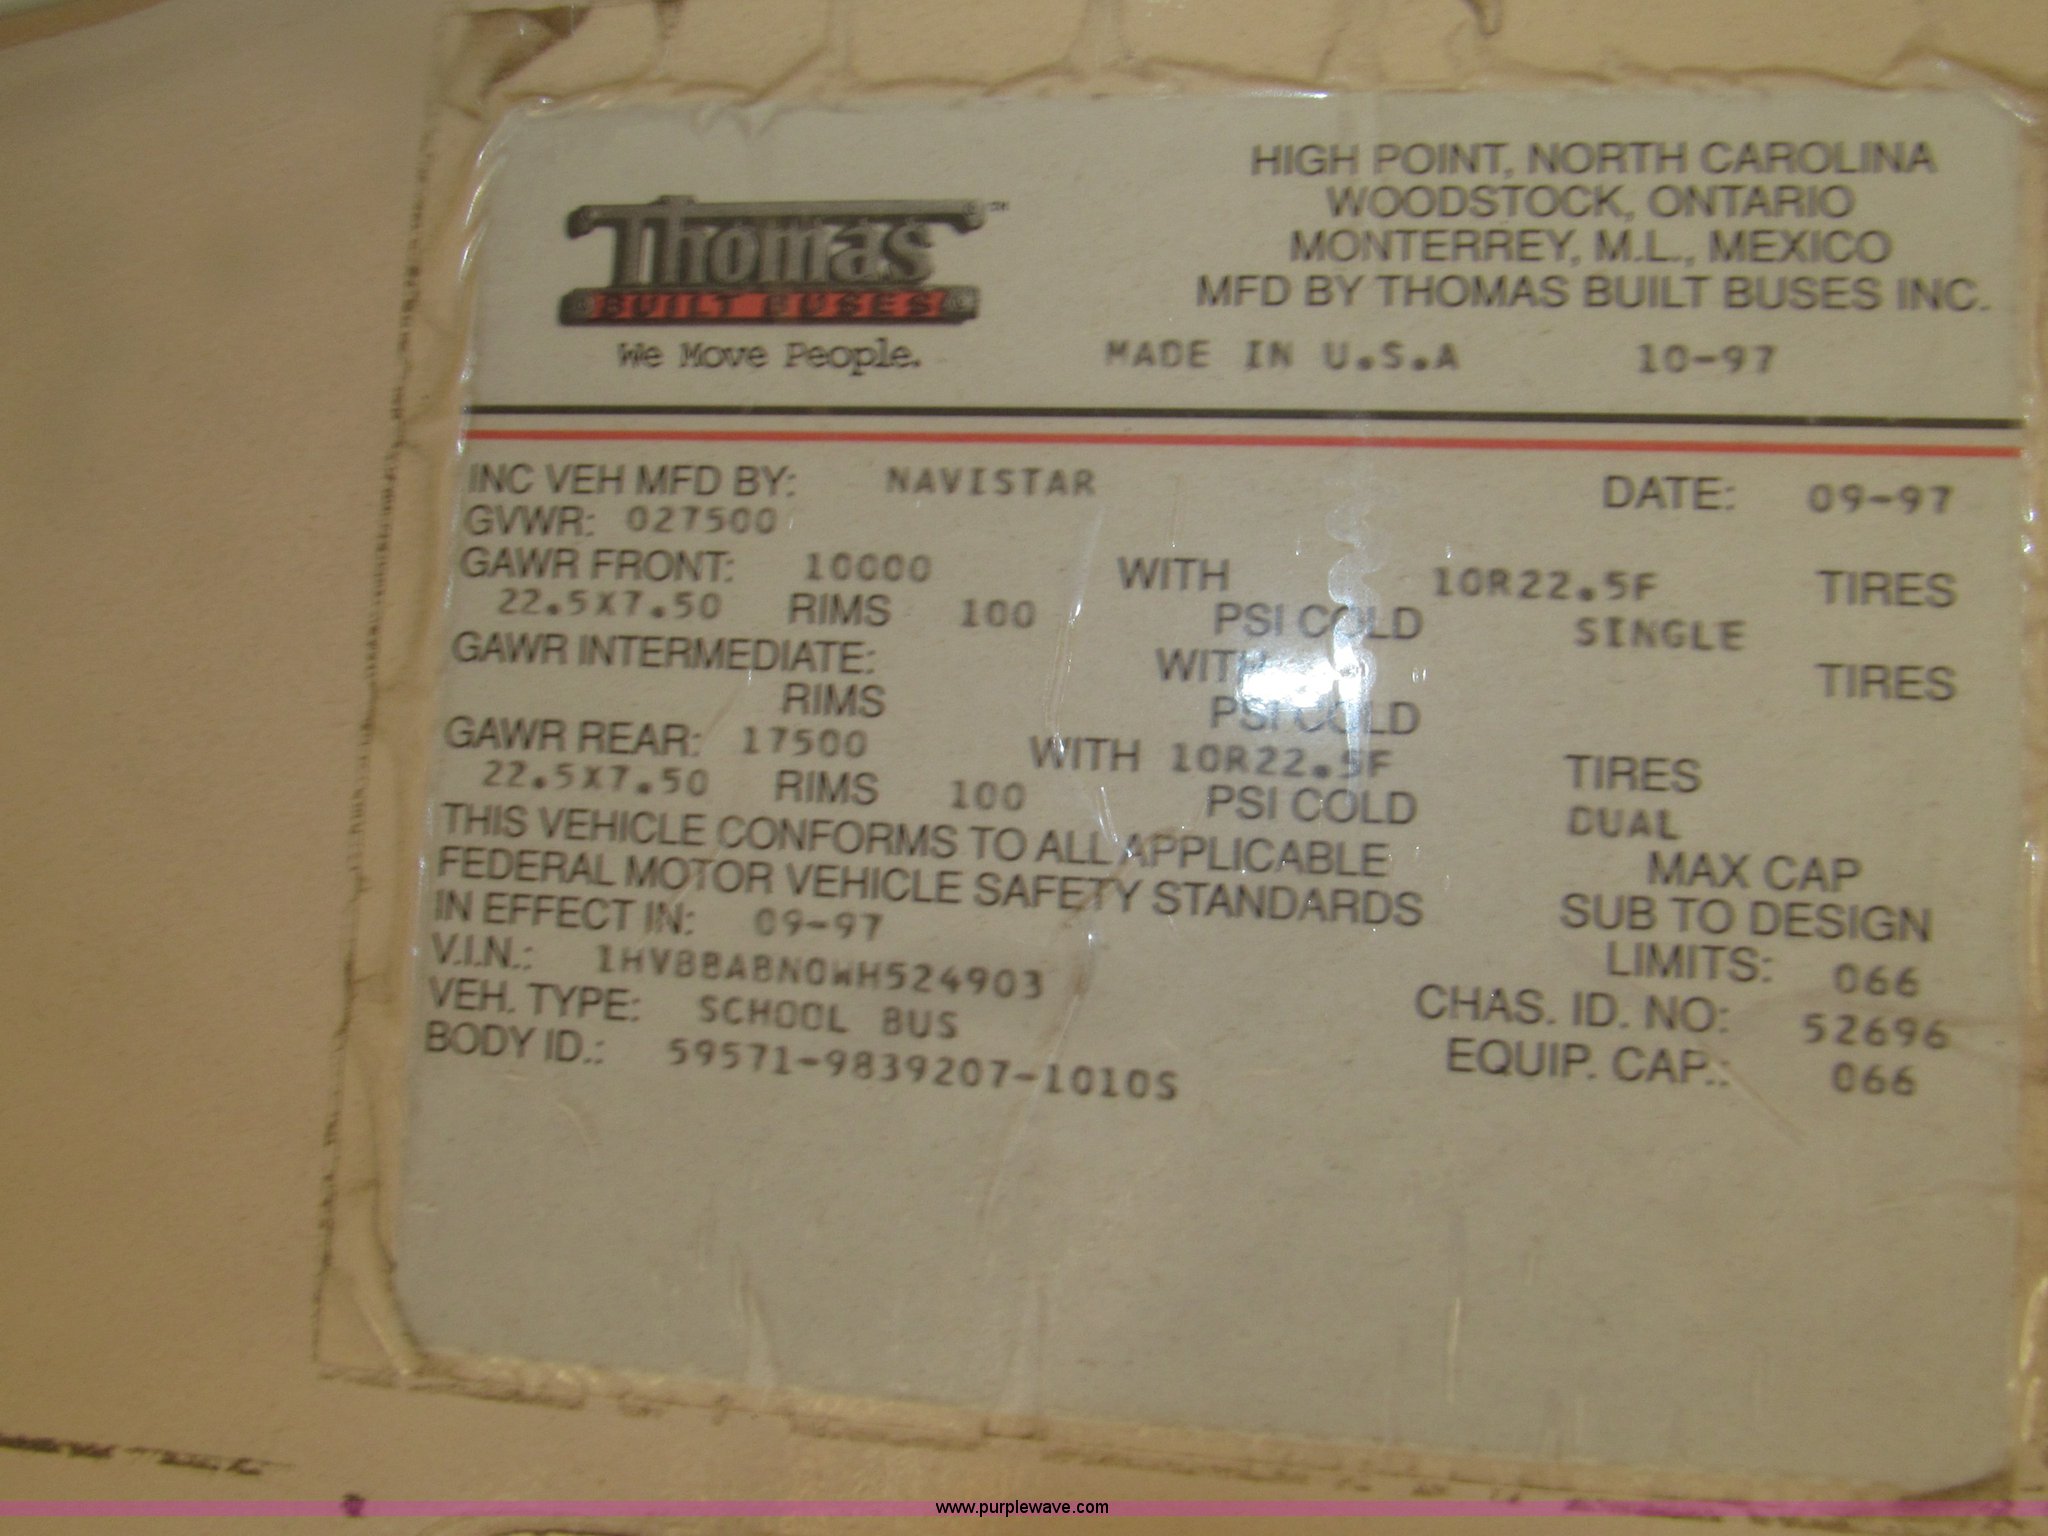 Thomas™
BUILT BUSES
We Move People.
HIGH POINT, NORTH CAROLINA
WOODSTOCK, ONTARIO
MONTERREY, M.L., MEXICO
MFD BY THOMAS BUILT BUSES INC.
MADE IN U.S.A 10-97
INC VEH MFD BY: NAVISTAR DATE: 09-97
GVWR: 027500
GAWR FRONT: 10000 WITH 10R22.5F TIRES
22.5X7.50 RIMS 100 PSI COLD SINGLE
GAWR INTERMEDIATE: WITH TIRES
RIMS PSI COLD
GAWR REAR: 17500 WITH 10R22.5F TIRES
22.5X7.50 RIMS 100 PSI COLD DUAL
THIS VEHICLE CONFORMS TO ALL APPLICABLE
FEDERAL MOTOR VEHICLE SAFETY STANDARDS
IN EFFECT IN: 09-97
MAX CAP
SUB TO DESIGN
LIMITS: 066
V.I.N.: 1HVBBABN0WH524903
CHAS. ID. NO: 52696
VEH. TYPE: SCHOOL BUS
EQUIP. CAP.: 066
BODY ID.: 59571-9839207-1010S
www.purplewave.com